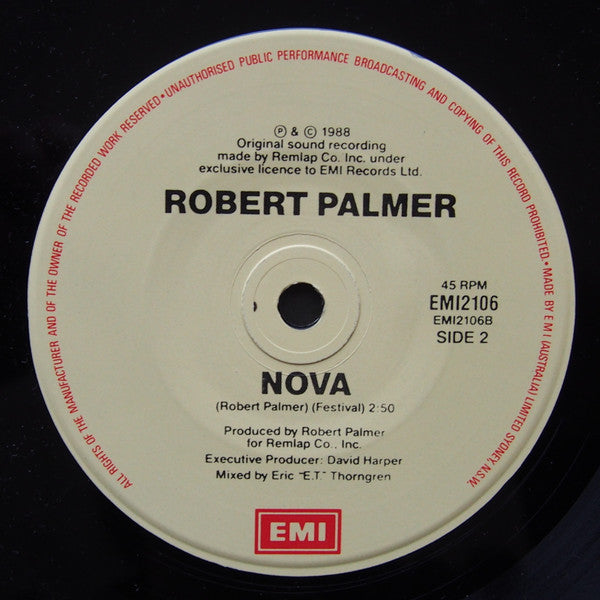 ALL RIGHTS OF THE MANUFACTURER AND OF THE OWNER OF THE RECORDED WORK RESERVED • UNAUTHORISED PUBLIC PERFORMANCE BROADCASTING AND COPYING OF THIS RECORD PROHIBITED. • MADE BY E M I (AUSTRALIA) LIMITED SYDNEY, N.S.W.
℗ & © 1988
Original sound recording
made by Remlap Co. Inc. under
exclusive licence to EMI Records Ltd.
ROBERT PALMER
45 RPM
EMI2106
EMI2106B
SIDE 2
NOVA
(Robert Palmer) (Festival) 2:50
Produced by Robert Palmer
for Remlap Co., Inc.
Executive Producer: David Harper
Mixed by Eric "E.T." Thorngren
EMI